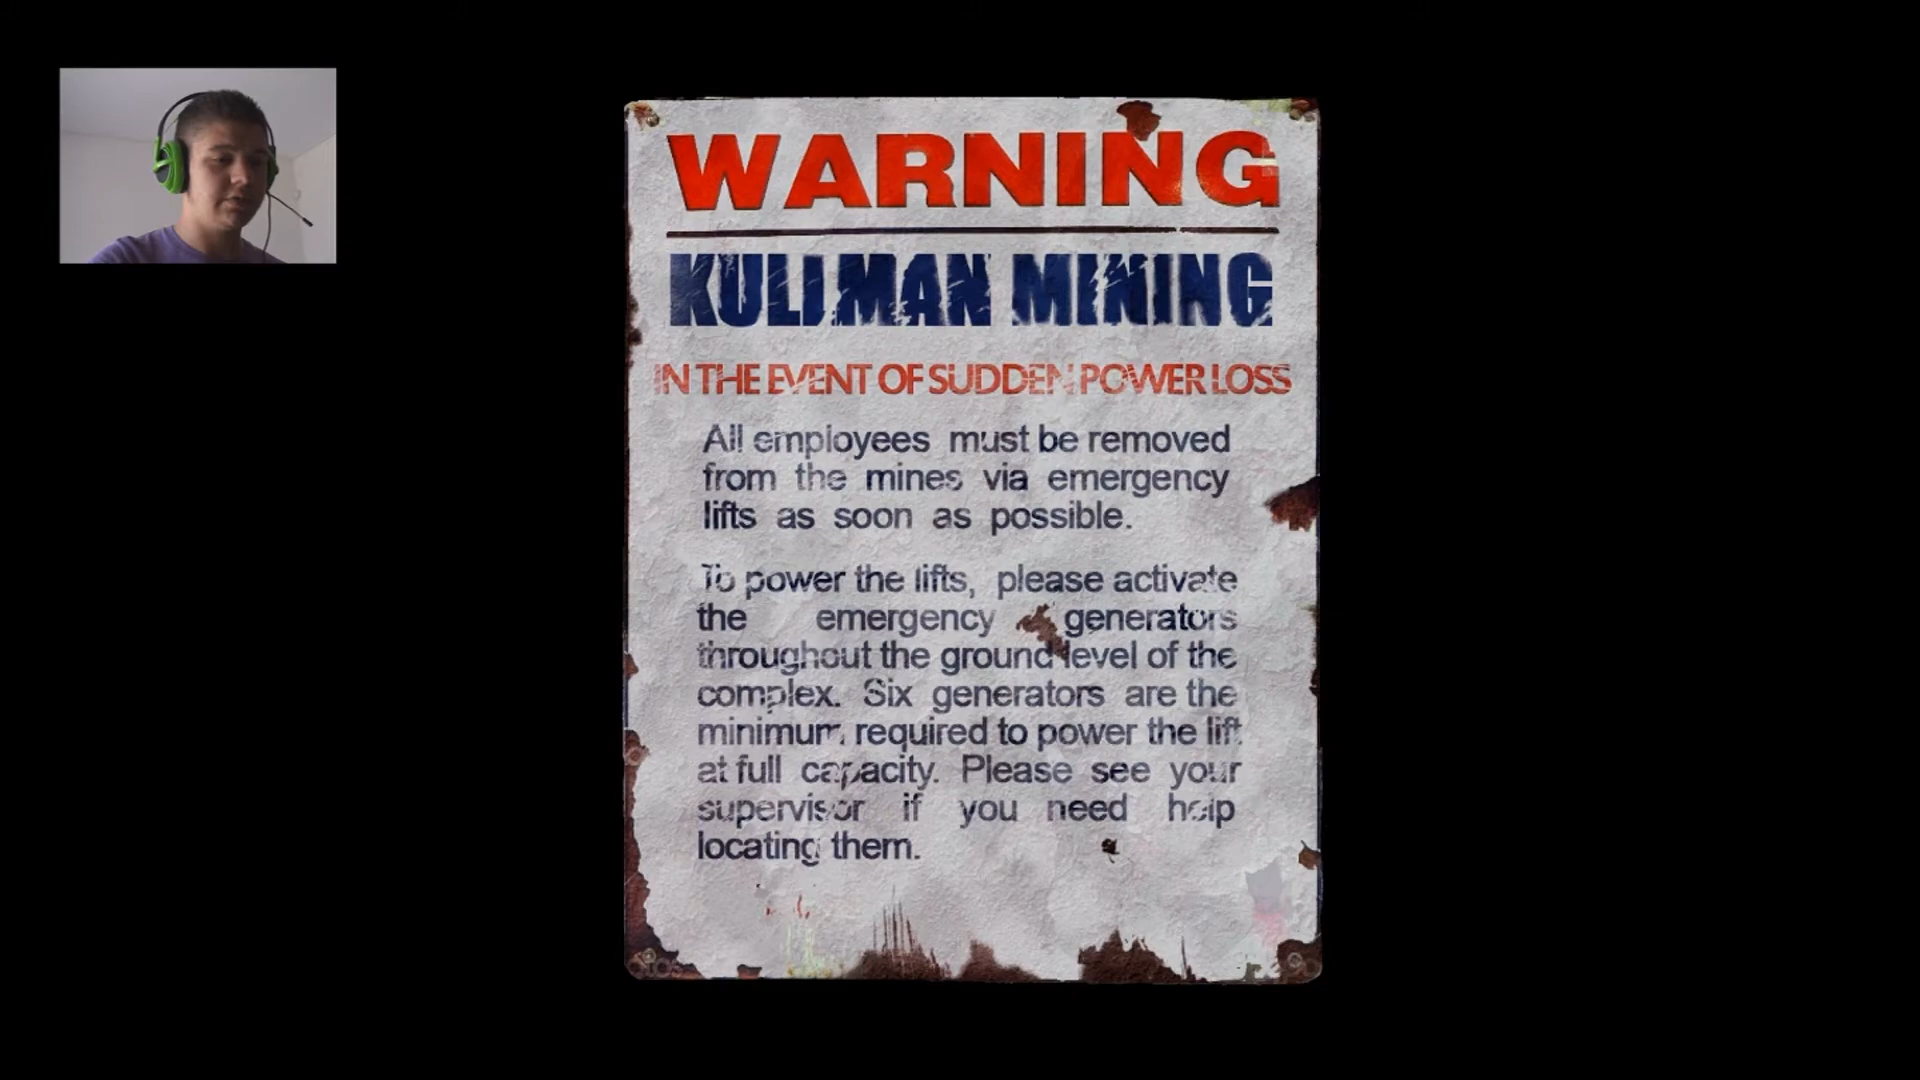 WARNING
KULLMAN MINING
IN THE EVENT OF SUDDEN POWER LOSS
All employees must be removed
from the mines via emergency
lifts as soon as possible.
To power the lifts, please activate
the emergency generators
throughout the ground level of the
complex. Six generators are the
minimum required to power the lift
at full capacity. Please see your
supervisor if you need help
locating them.